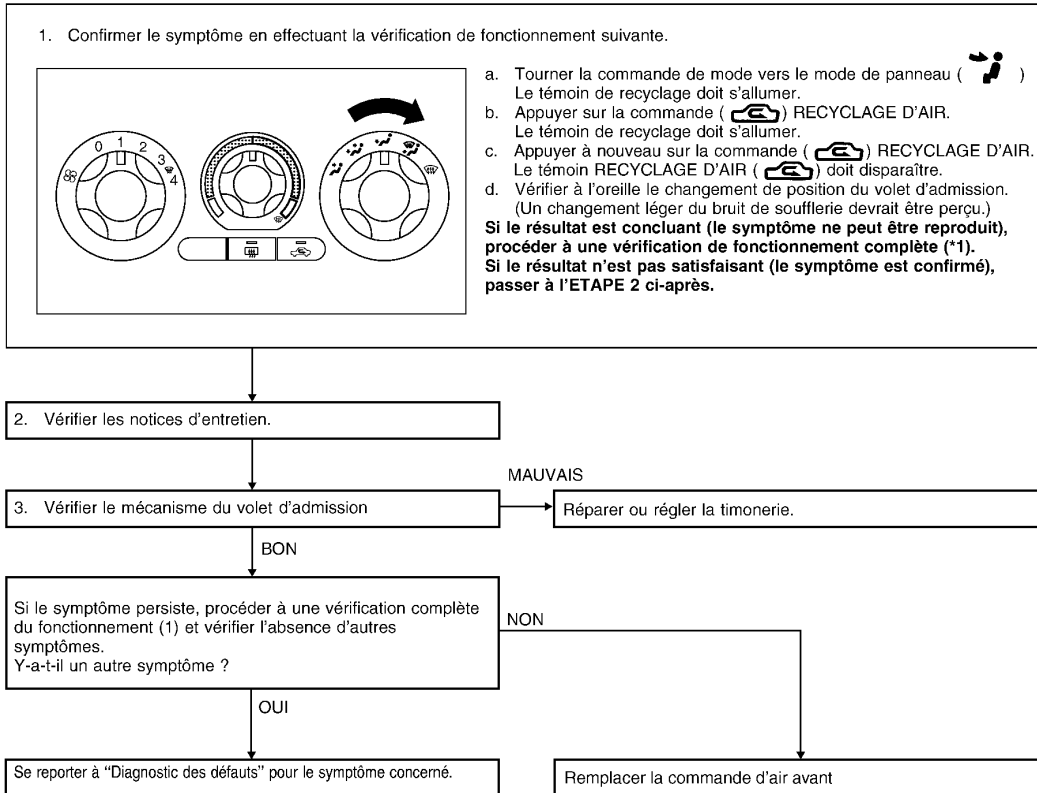 1. Confirmer le symptôme en effectuant la vérification de fonctionnement suivante.
0 1 2 3 4
a. Tourner la commande de mode vers le mode de panneau ( )
Le témoin de recyclage doit s'allumer.
b. Appuyer sur la commande ( ) RECYCLAGE D'AIR.
Le témoin de recyclage doit s'allumer.
c. Appuyer à nouveau sur la commande ( ) RECYCLAGE D'AIR.
Le témoin RECYCLAGE D'AIR ( ) doit disparaître.
d. Vérifier à l'oreille le changement de position du volet d'admission.
(Un changement léger du bruit de soufflerie devrait être perçu.)
Si le résultat est concluant (le symptôme ne peut être reproduit),
procéder à une vérification de fonctionnement complète (*1).
Si le résultat n'est pas satisfaisant (le symptôme est confirmé),
passer à l'ETAPE 2 ci-après.
2. Vérifier les notices d'entretien.
3. Vérifier le mécanisme du volet d'admission
MAUVAIS
Réparer ou régler la timonerie.
BON
Si le symptôme persiste, procéder à une vérification complète
du fonctionnement (1) et vérifier l'absence d'autres
symptômes.
Y-a-t-il un autre symptôme ?
NON
OUI
Se reporter à “Diagnostic des défauts” pour le symptôme concerné.
Remplacer la commande d'air avant